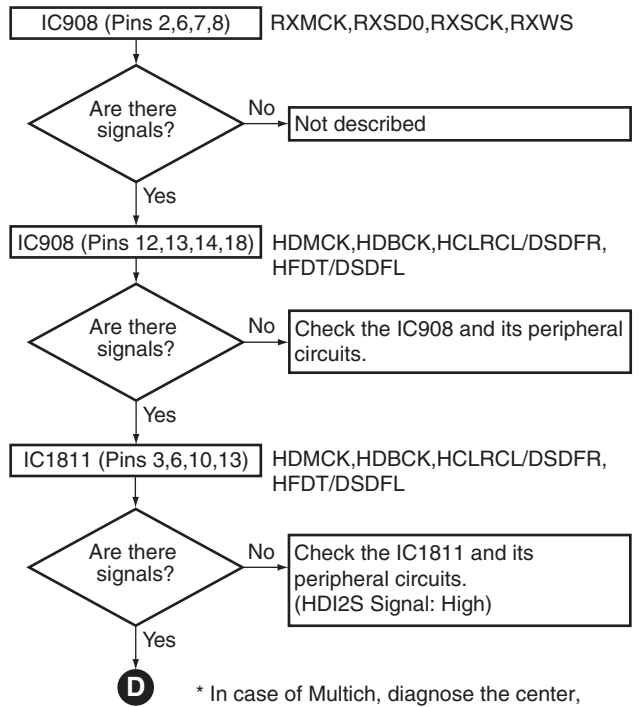 IC908 (Pins 2,6,7,8) RXMCK,RXSD0,RXSCK,RXWS
Are there
signals?
No
Not described
Yes
IC908 (Pins 12,13,14,18) HDMCK,HDBCK,HCLRCL/DSDFR,
HFDT/DSDFL
Are there
signals?
No
Check the IC908 and its peripheral
circuits.
Yes
IC1811 (Pins 3,6,10,13) HDMCK,HDBCK,HCLRCL/DSDFR,
HFDT/DSDFL
Are there
signals?
No
Check the IC1811 and its
peripheral circuits.
(HDI2S Signal: High)
Yes
D
* In case of Multich, diagnose the center,